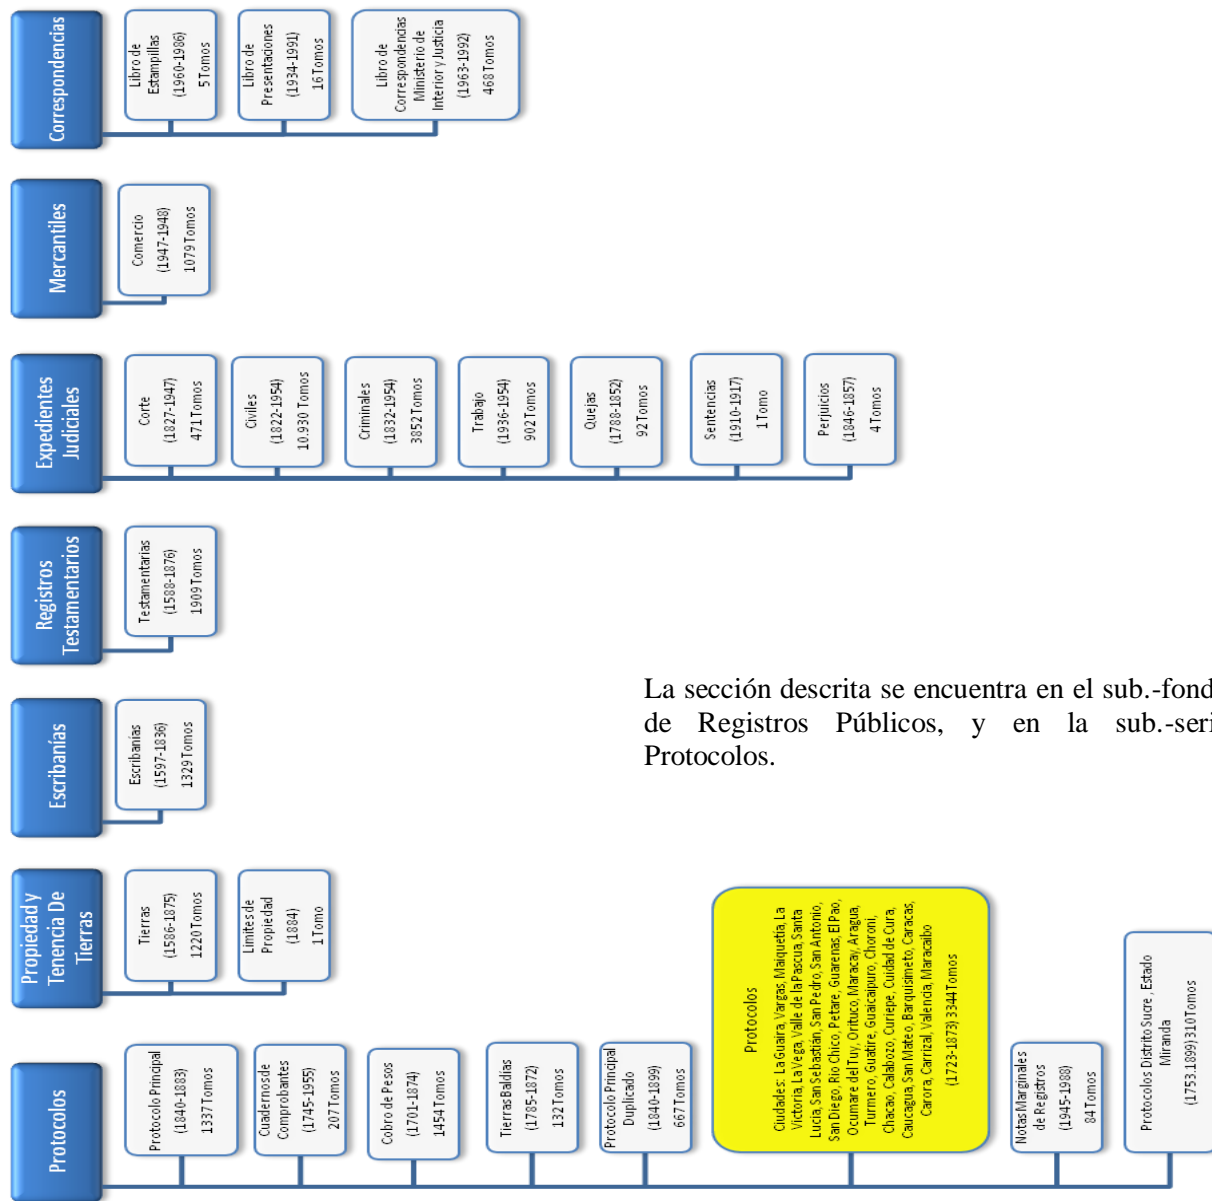 Protocolos
Protocolo Principal
(1840-1883)
1337 Tomos
Cuadernos de
Comprobantes
(1745-1955)
207 Tomos
Cobro de Pesos
(1701-1874)
1454 Tomos
Tierras Baldías
(1785-1872)
132 Tomos
Protocolo Principal
Duplicado
(1840-1899)
667 Tomos
Protocolos
Ciudades: La Guaira, Vargas, Maiquetia, La
Victoria, La Vega, Valle de la Pascua, Santa
Lucia, San Sebastián, San Pedro, San Antonio,
San Diego, Rio Chico, Petare, Guarenas, El Pao,
Ocumare del Tuy, Orituco, Maracay, Aragua,
Turmero, Guatire, Guaicaipuro, Choroni,
Chacao, Calabozo, Curiepe, Cuidad de Cura,
Caucagua, San Mateo, Barquisimeto, Caracas,
Carora, Carrizal, Valencia, Maracaibo
(1723-1873) 3344 Tomos
Notas Marginales
de Registros
(1945-1988)
84 Tomos
Protocolos Distrito Sucre, Estado
Miranda
(1753.1899) 310 Tomos
Propiedad y
Tenencia De
Tierras
Tierras
(1586-1875)
1220 Tomos
Limites de
Propiedad
(1884)
1 Tomo
Escribanías
Escribanías
(1597-1836)
1329 Tomos
Registros
Testamentarios
Testamentarias
(1588-1876)
1909 Tomos
Expedientes
Judiciales
Corte
(1827-1947)
471 Tomos
Civiles
(1822-1954)
10.930 Tomos
Criminales
(1832-1954)
3852 Tomos
Trabajo
(1936-1954)
902 Tomos
Quejas
(1788-1852)
92 Tomos
Sentencias
(1910-1917)
1 Tomo
Perjuicios
(1846-1857)
4 Tomos
Mercantiles
Comercio
(1947-1948)
1079 Tomos
Correspondencias
Libro de
Estampillas
(1960-1986)
5 Tomos
Libro de
Presentaciones
(1934-1991)
16 Tomos
Libro de
Correspondencias
Ministerio de
Interior y Justicia
(1963-1992)
468 Tomos
La sección descrita se encuentra en el sub.-fond
de Registros Públicos, y en la sub.-seri
Protocolos.